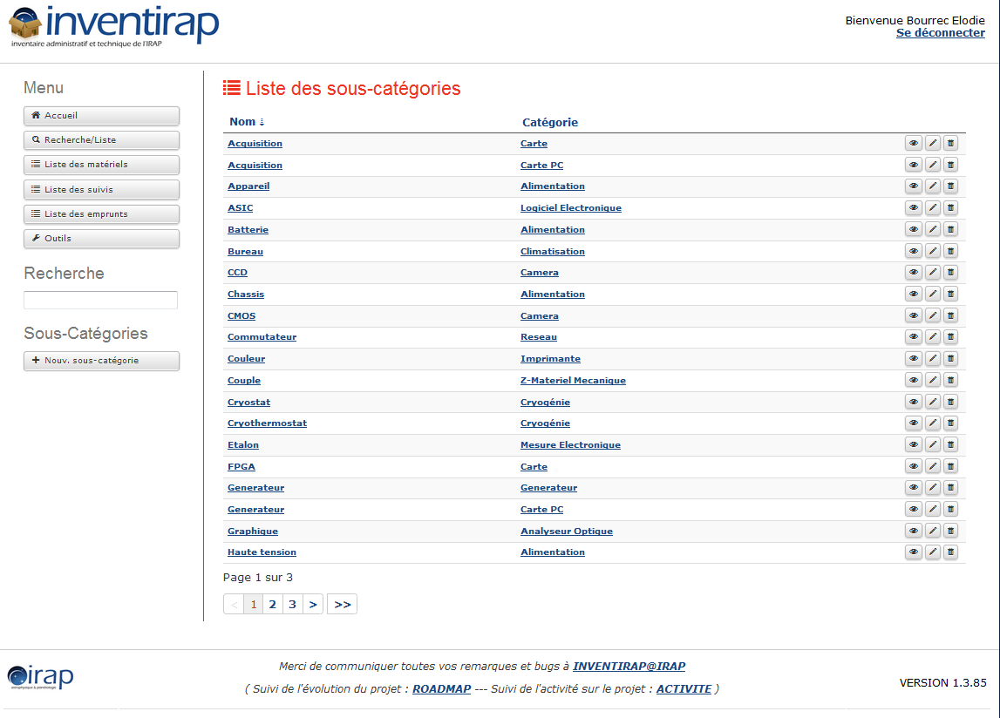 inventirap
inventaire administratif et technique de l'IRAP
Bienvenue Bourrec Elodie
Se déconnecter
Menu
Accueil
Recherche/Liste
Liste des matériels
Liste des suivis
Liste des emprunts
Outils
Recherche
Sous-Catégories
+ Nouv. sous-catégorie
Liste des sous-catégories
Nom ↓ Catégorie
Acquisition Carte
Acquisition Carte PC
Appareil Alimentation
ASIC Logiciel Electronique
Batterie Alimentation
Bureau Climatisation
CCD Camera
Chassis Alimentation
CMOS Camera
Commutateur Reseau
Couleur Imprimante
Couple Z-Materiel Mecanique
Cryostat Cryogénie
Cryothermostat Cryogénie
Etalon Mesure Electronique
FPGA Carte
Generateur Generateur
Generateur Carte PC
Graphique Analyseur Optique
Haute tension Alimentation
Page 1 sur 3
< 1 2 3 > >>
irap
astrophysique & planétologie
Merci de communiquer toutes vos remarques et bugs à INVENTIRAP@IRAP
( Suivi de l'évolution du projet : ROADMAP --- Suivi de l'activité sur le projet : ACTIVITE )
VERSION 1.3.85